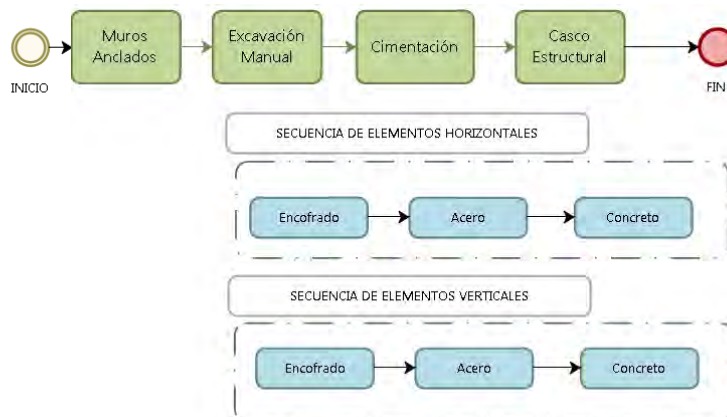 Muros
Anclados
Excavación
Manual
Cimentación
Casco
Estructural
INICIO
FIN
SECUENCIA DE ELEMENTOS HORIZONTALES
Encofrado
Acero
Concreto
SECUENCIA DE ELEMENTOS VERTICALES
Encofrado
Acero
Concreto